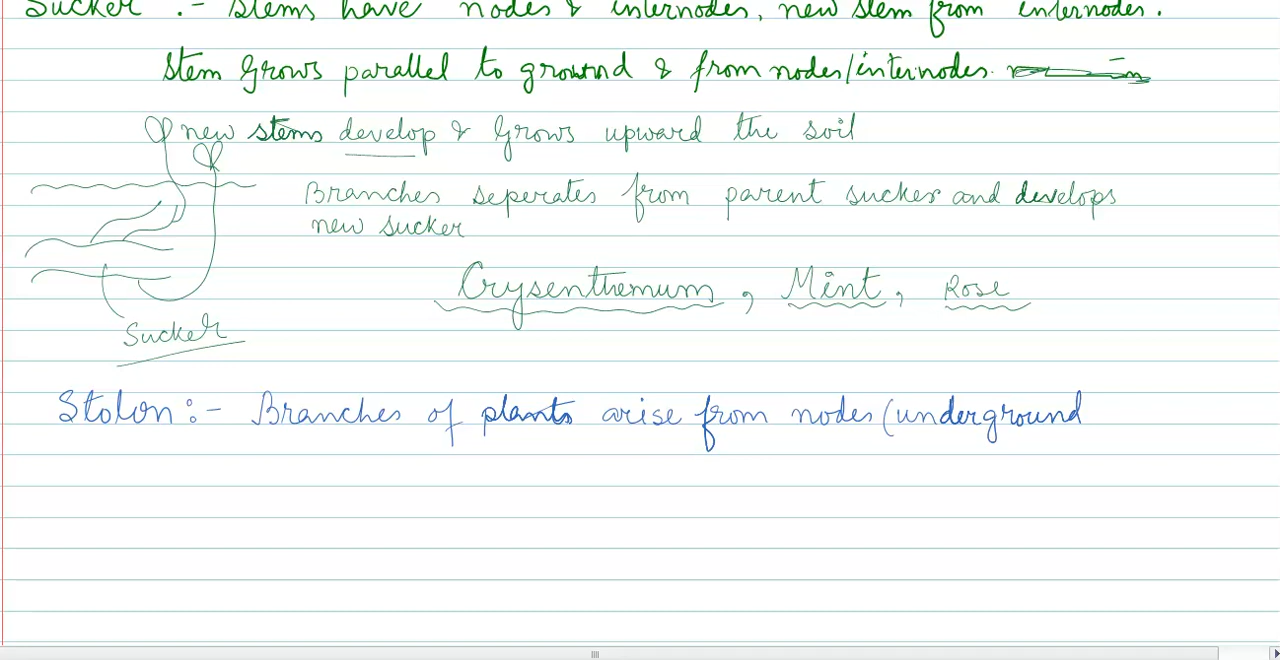 Sucker :- Stems have nodes & internodes, new stem from internodes.
Stem Grows parallel to ground & from nodes/internodes.
new stems develop & Grows upward the soil
Branches seperates from parent sucker and develops
new sucker
Crysenthemum, Mint, Rose
Sucker
Stolon :- Branches of plants arise from nodes (underground